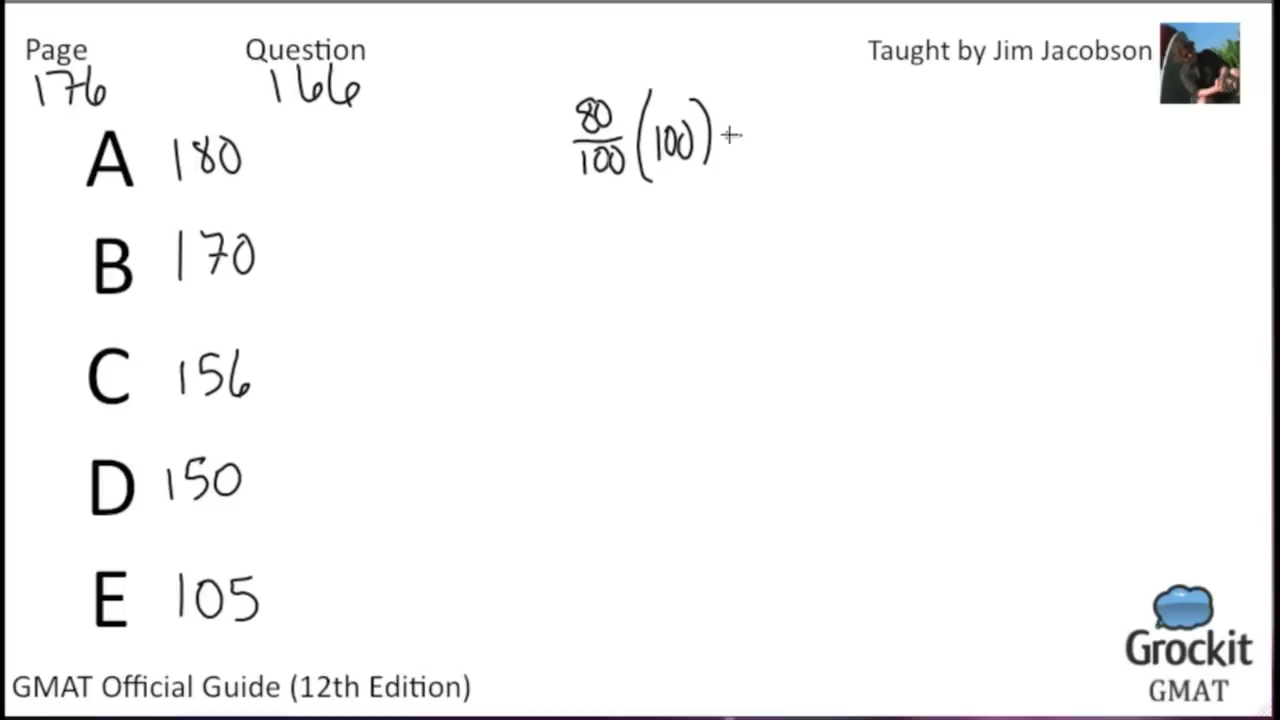 Page Question Taught by Jim Jacobson
176 166
80/100 (100) +
A 180
B 170
C 156
D 150
E 105
Grockit
GMAT
GMAT Official Guide (12th Edition)